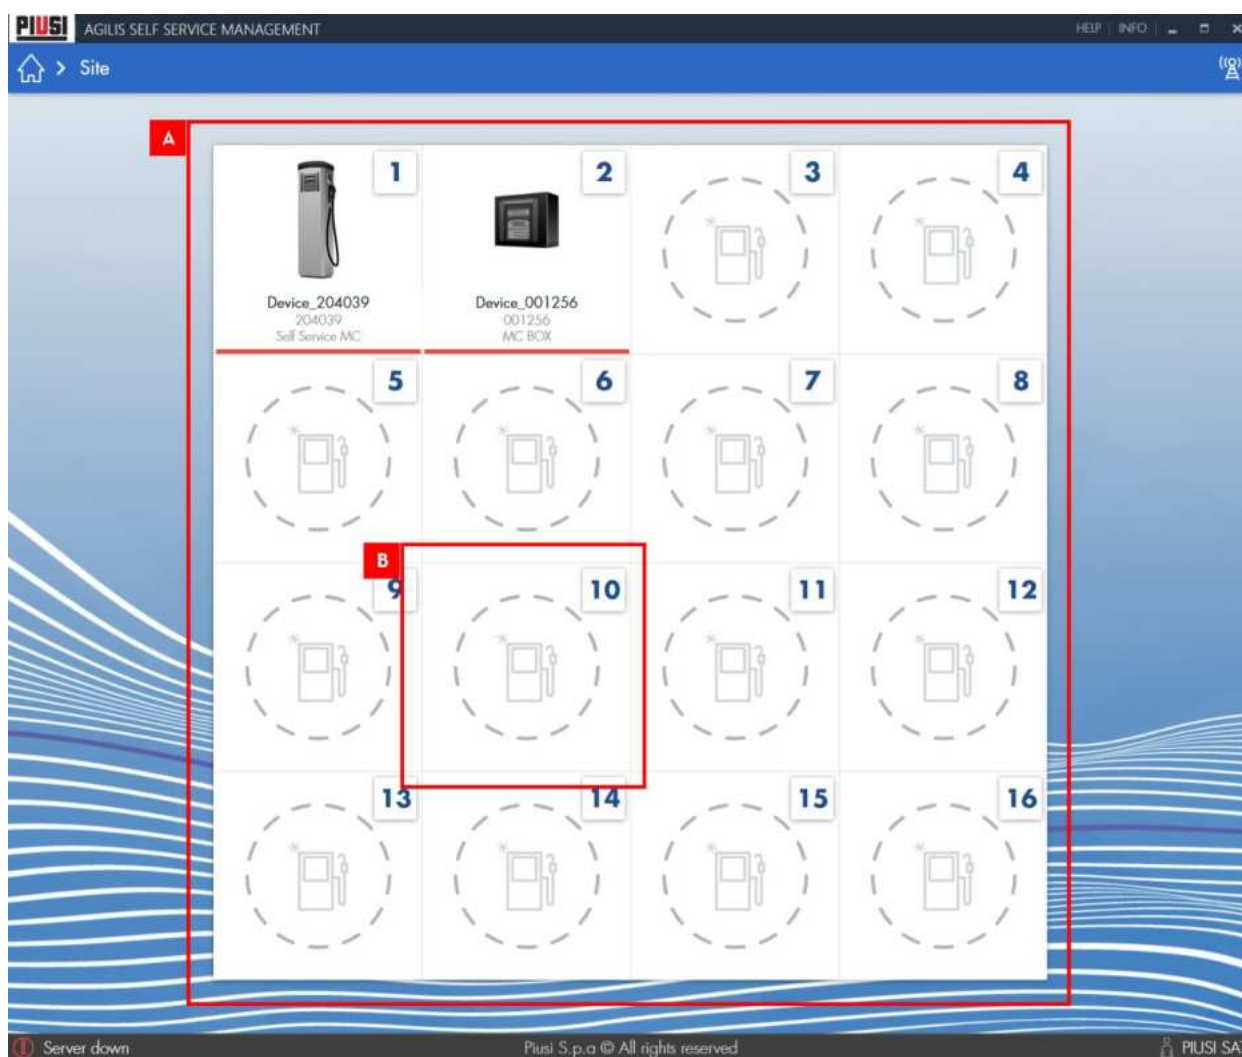 PIUSI AGILIS SELF SERVICE MANAGEMENT HELP | INFO
> Site
A
1 2 3 4
Device_204039 Device_001256
204039 001256
Self Service MC MC BOX
5 6 7 8
B
9 10 11 12
13 14 15 16
Server down Piusi S.p.a © All rights reserved PIUSI SAT